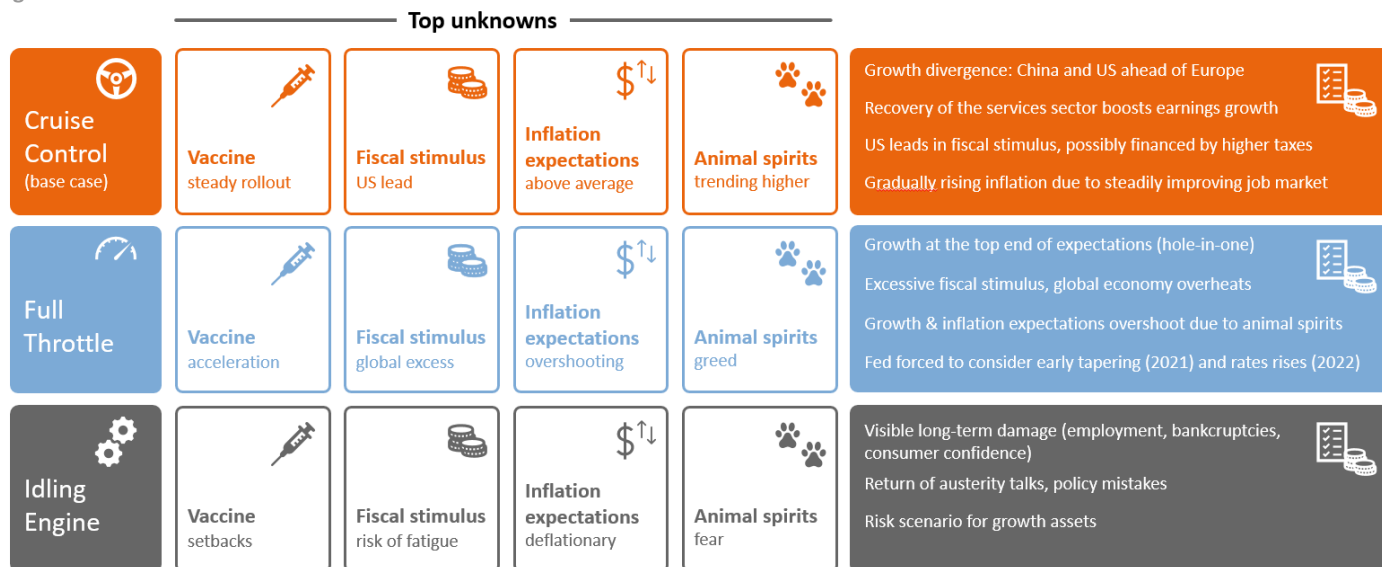 Top unknowns
Cruise
Control
(base case)
Vaccine
steady rollout
Fiscal stimulus
US lead
Inflation
expectations
above average
Animal spirits
trending higher
Growth divergence: China and US ahead of Europe
Recovery of the services sector boosts earnings growth
US leads in fiscal stimulus, possibly financed by higher taxes
Gradually rising inflation due to steadily improving job market
Full
Throttle
Vaccine
acceleration
Fiscal stimulus
global excess
Inflation
expectations
overshooting
Animal spirits
greed
Growth at the top end of expectations (hole-in-one)
Excessive fiscal stimulus, global economy overheats
Growth & inflation expectations overshoot due to animal spirits
Fed forced to consider early tapering (2021) and rates rises (2022)
Idling
Engine
Vaccine
setbacks
Fiscal stimulus
risk of fatigue
Inflation
expectations
deflationary
Animal spirits
fear
Visible long-term damage (employment, bankcruptcies,
consumer confidence)
Return of austerity talks, policy mistakes
Risk scenario for growth assets